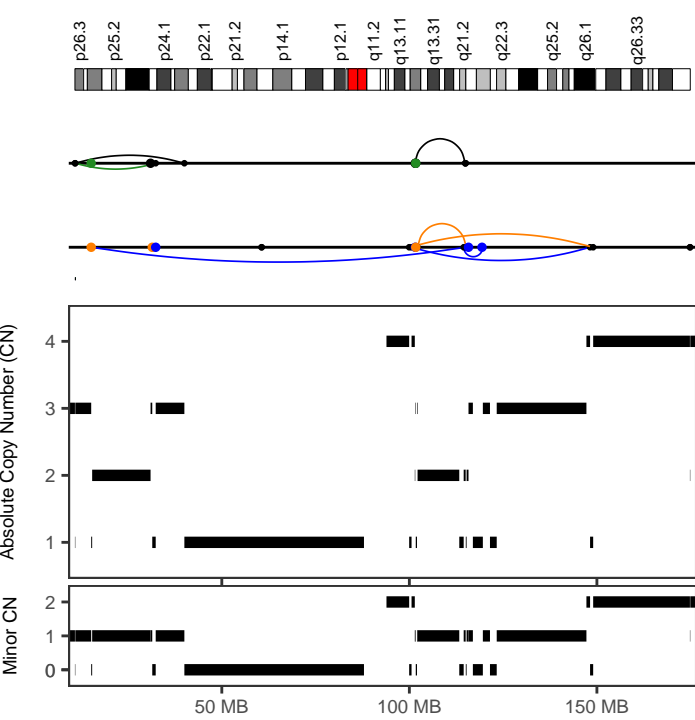 p26.3 p25.2 p24.1 p22.1 p21.2 p14.1 p12.1 q11.2 q13.11 q13.31 q21.2 q22.3 q25.2 q26.1 q26.33
Absolute Copy Number (CN)
4
3
2
1
Minor CN
2
1
0
50 MB 100 MB 150 MB